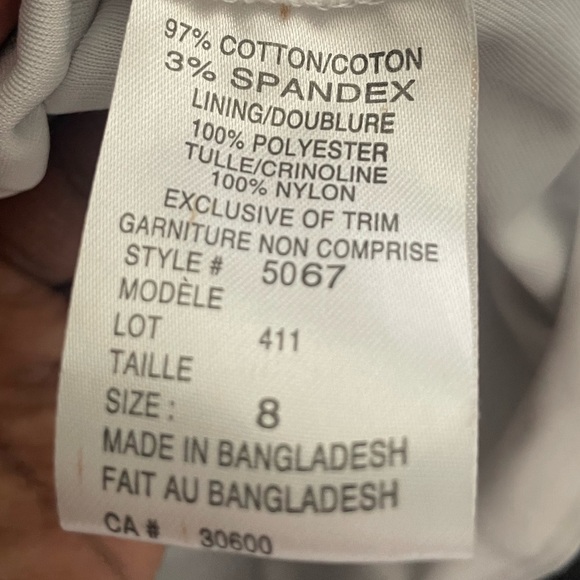 97% COTTON/COTON
3% SPANDEX
LINING/DOUBLURE
100% POLYESTER
TULLE/CRINOLINE
100% NYLON
EXCLUSIVE OF TRIM
GARNITURE NON COMPRISE
STYLE # 5067
MODÈLE
LOT 411
TAILLE
SIZE : 8
MADE IN BANGLADESH
FAIT AU BANGLADESH
CA # 30600